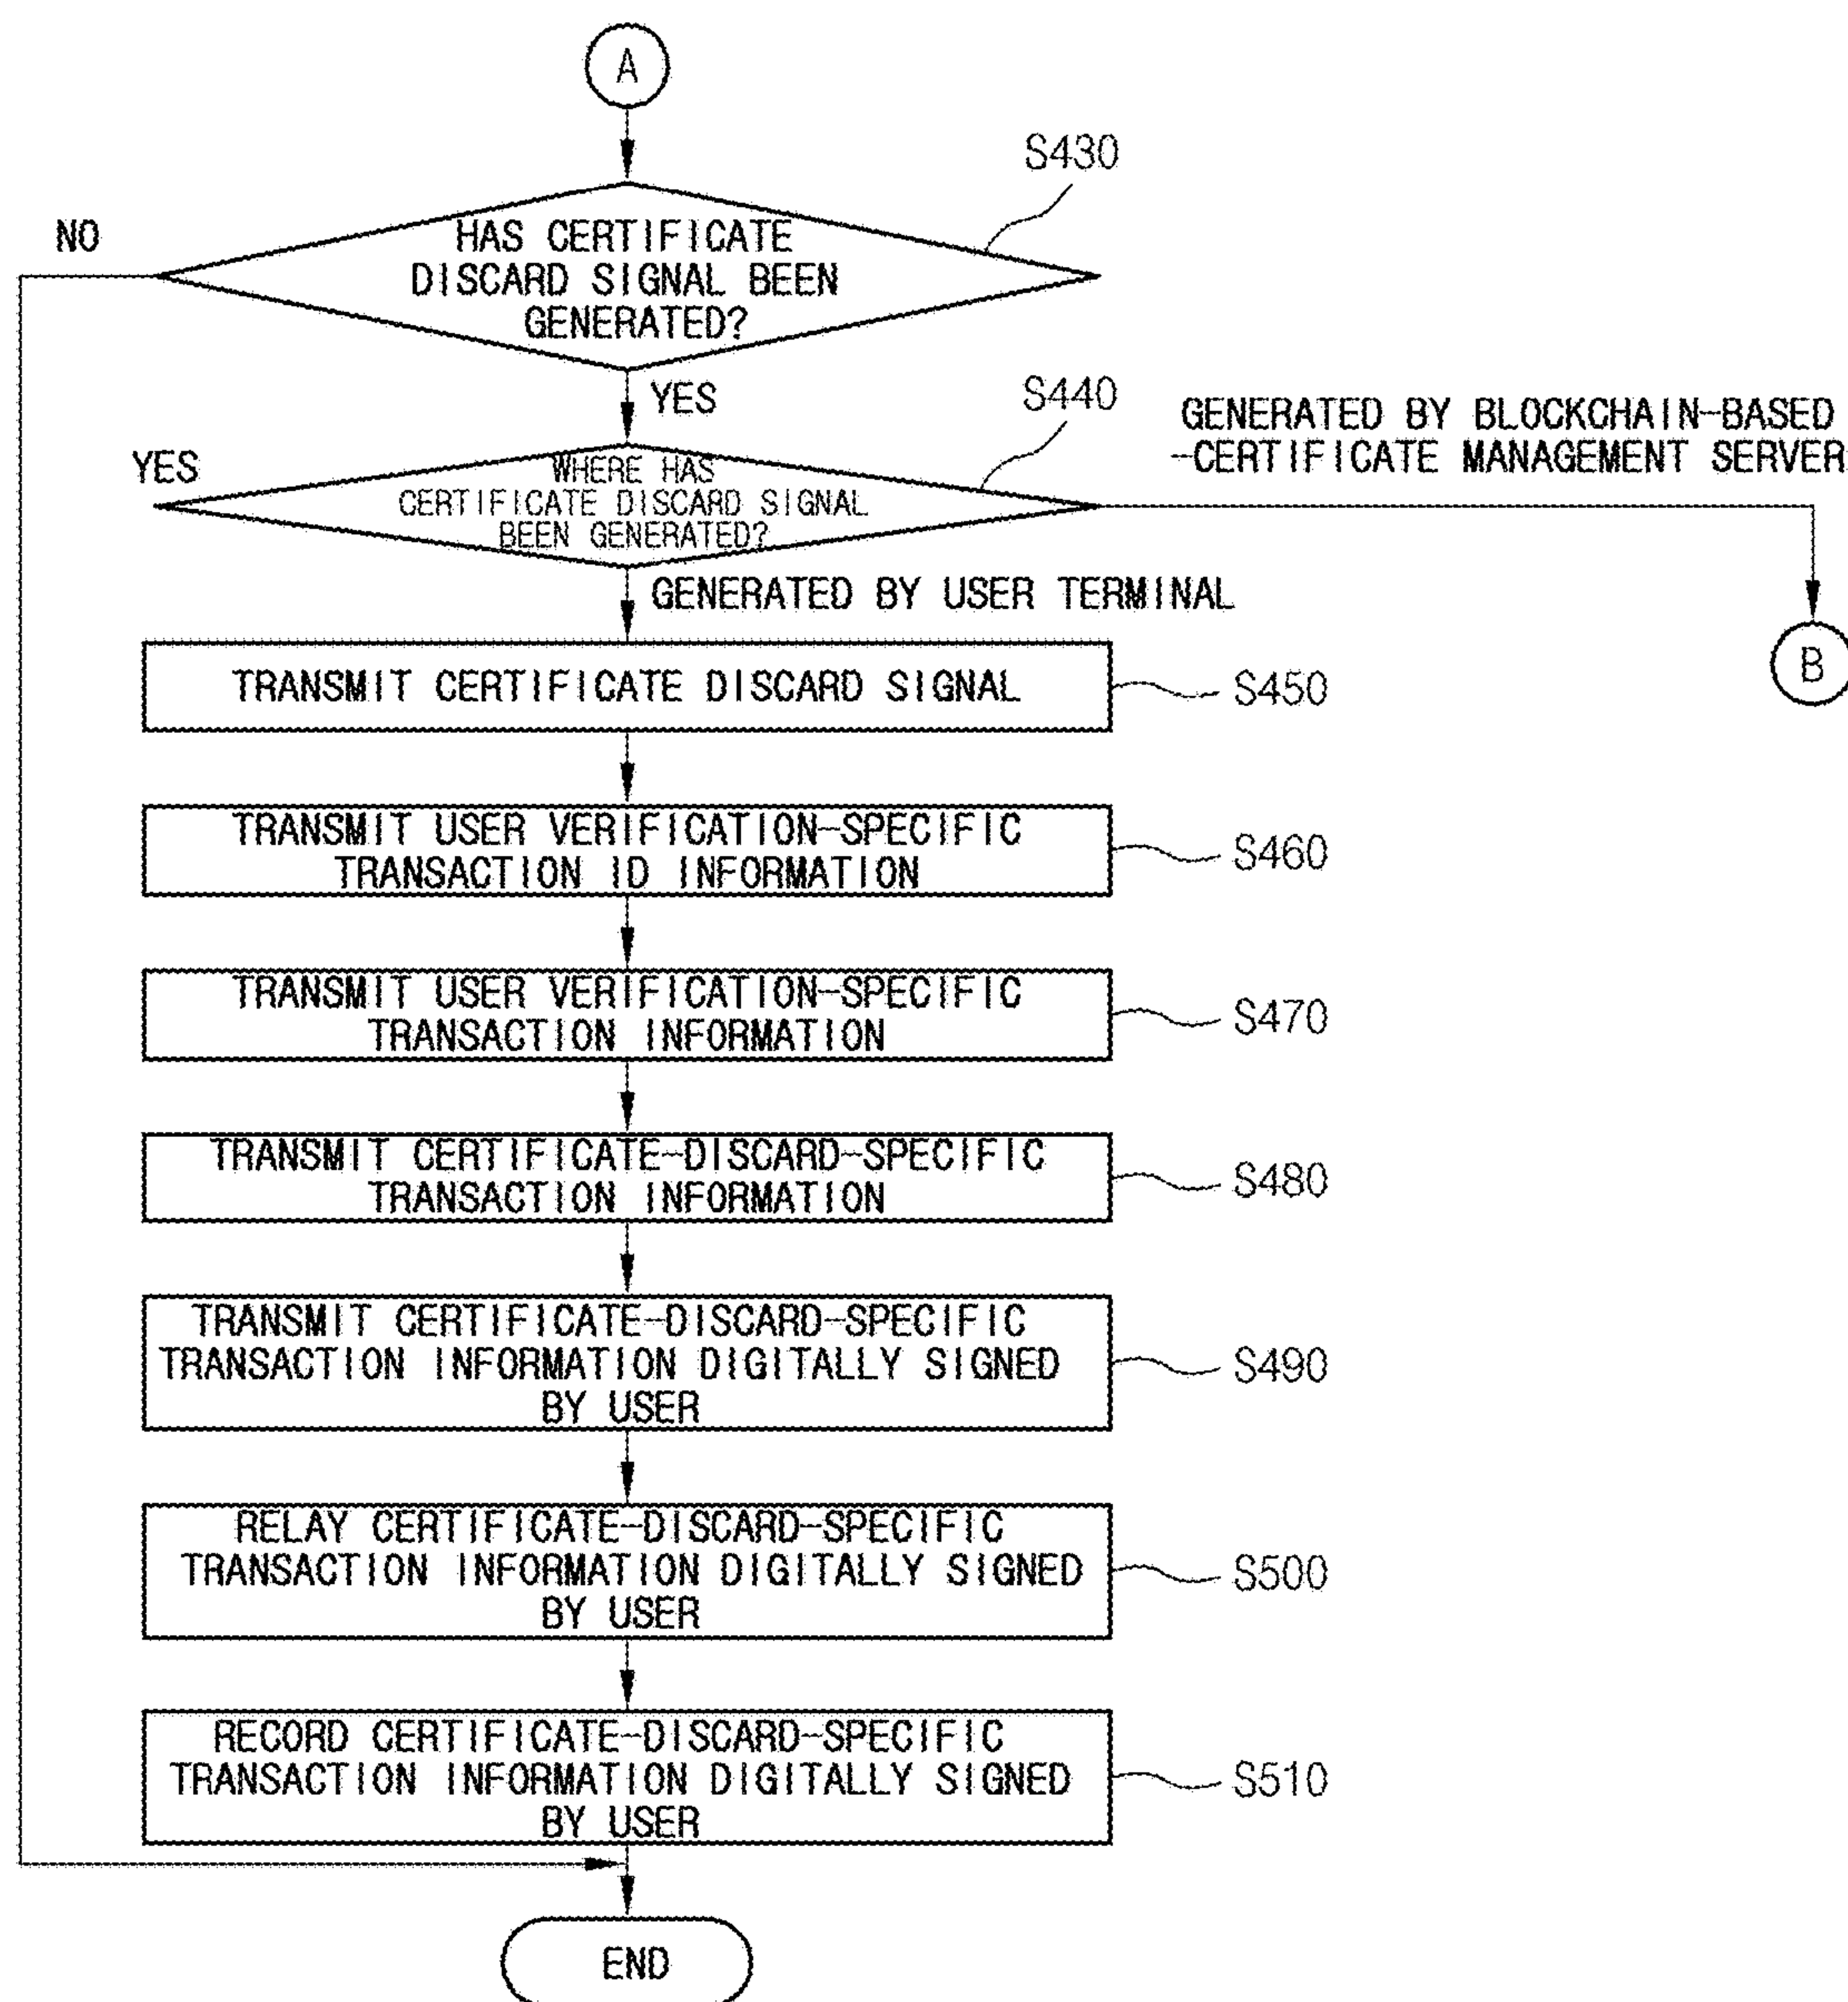 A
S430
NO
HAS CERTIFICATE
DISCARD SIGNAL BEEN
GENERATED?
YES
S440
GENERATED BY BLOCKCHAIN-BASED
-CERTIFICATE MANAGEMENT SERVER
YES
WHERE HAS
CERTIFICATE DISCARD SIGNAL
BEEN GENERATED?
GENERATED BY USER TERMINAL
B
TRANSMIT CERTIFICATE DISCARD SIGNAL
S450
TRANSMIT USER VERIFICATION-SPECIFIC
TRANSACTION ID INFORMATION
S460
TRANSMIT USER VERIFICATION-SPECIFIC
TRANSACTION INFORMATION
S470
TRANSMIT CERTIFICATE-DISCARD-SPECIFIC
TRANSACTION INFORMATION
S480
TRANSMIT CERTIFICATE-DISCARD-SPECIFIC
TRANSACTION INFORMATION DIGITALLY SIGNED
BY USER
S490
RELAY CERTIFICATE-DISCARD-SPECIFIC
TRANSACTION INFORMATION DIGITALLY SIGNED
BY USER
S500
RECORD CERTIFICATE-DISCARD-SPECIFIC
TRANSACTION INFORMATION DIGITALLY SIGNED
BY USER
S510
END